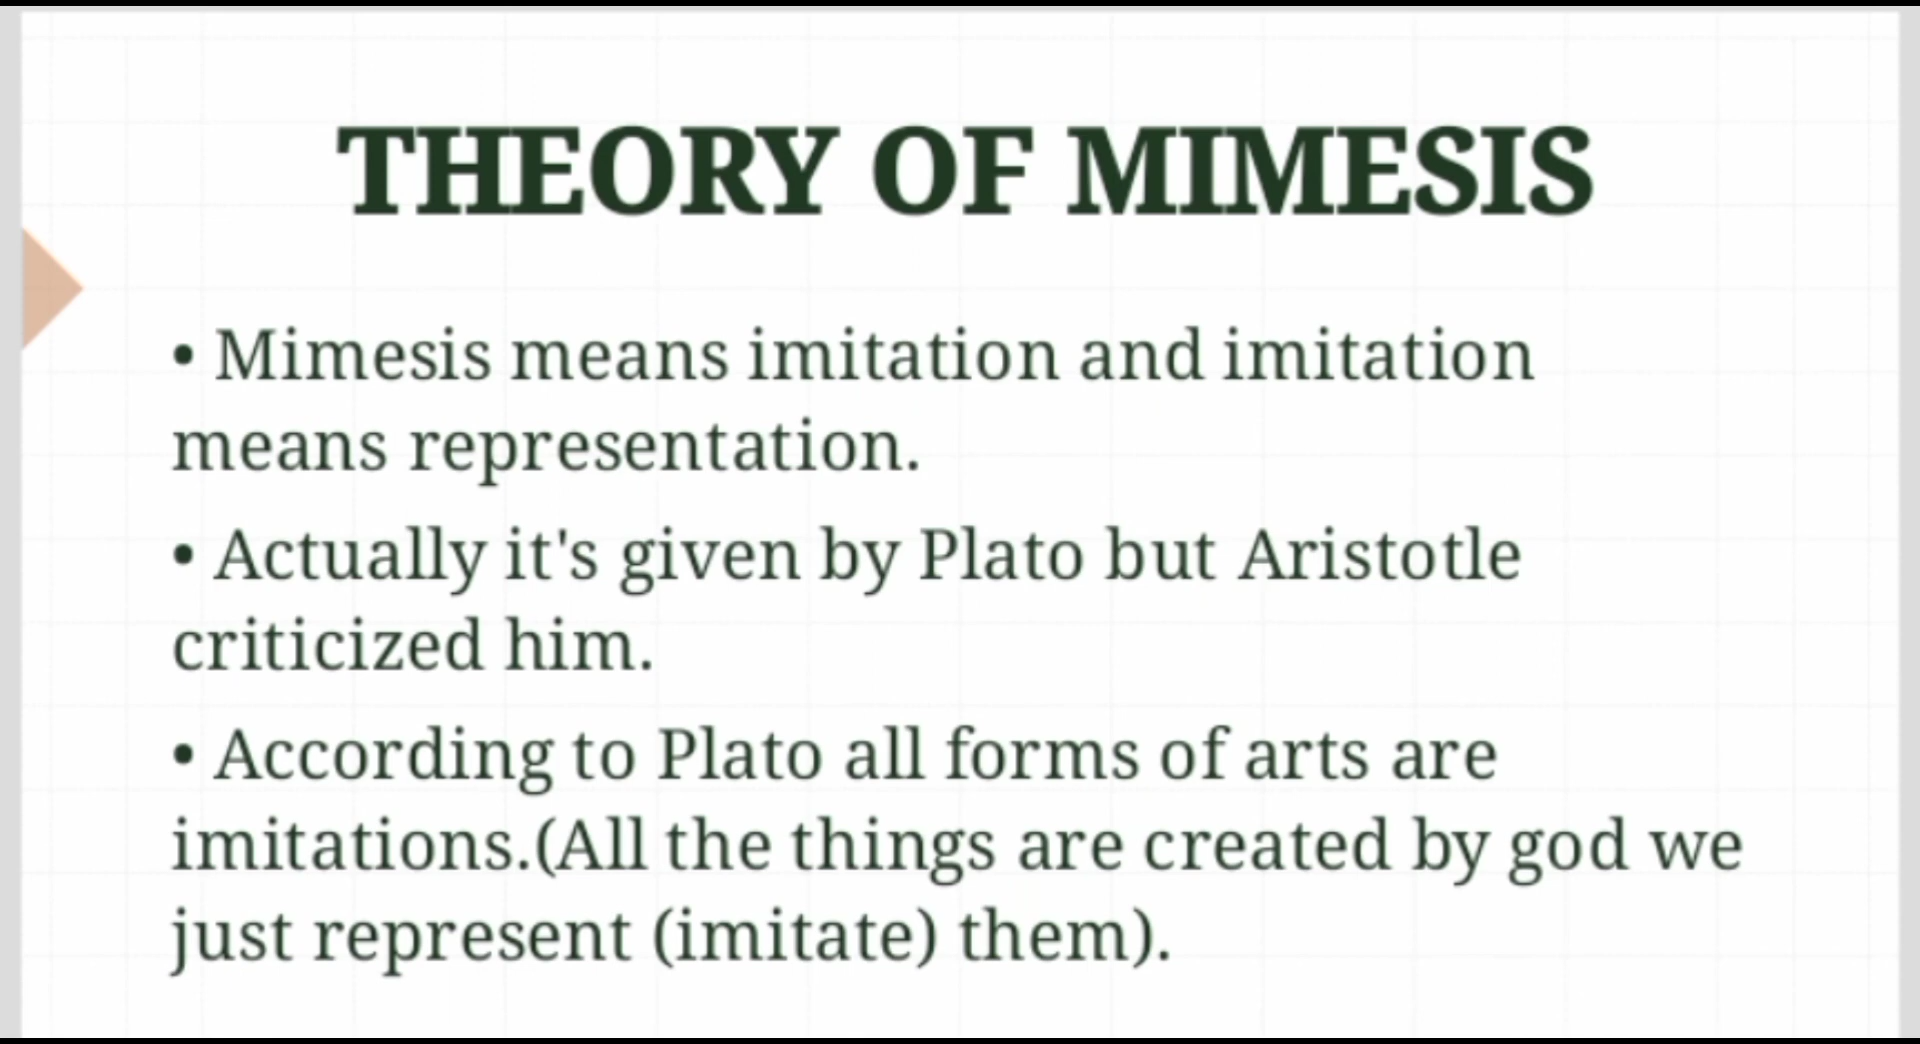 THEORY OF MIMESIS
• Mimesis means imitation and imitation
means representation.
• Actually it's given by Plato but Aristotle
criticized him.
• According to Plato all forms of arts are
imitations.(All the things are created by god we
just represent (imitate) them).